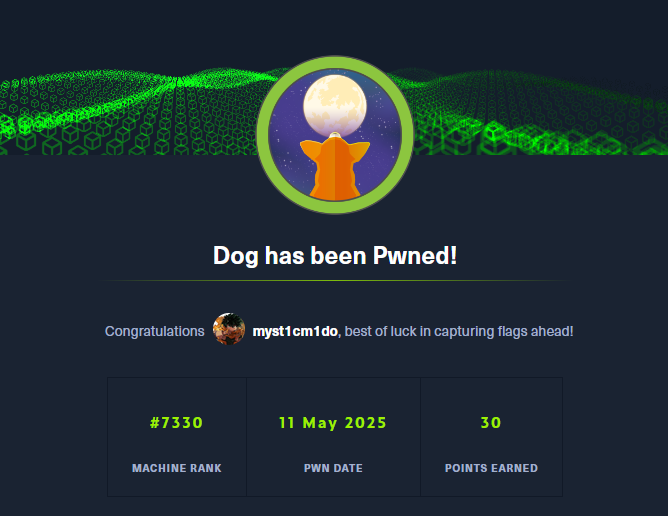 Dog has been Pwned!
Congratulations myst1cm1do, best of luck in capturing flags ahead!
#7330 11 May 2025 30
MACHINE RANK PWN DATE POINTS EARNED